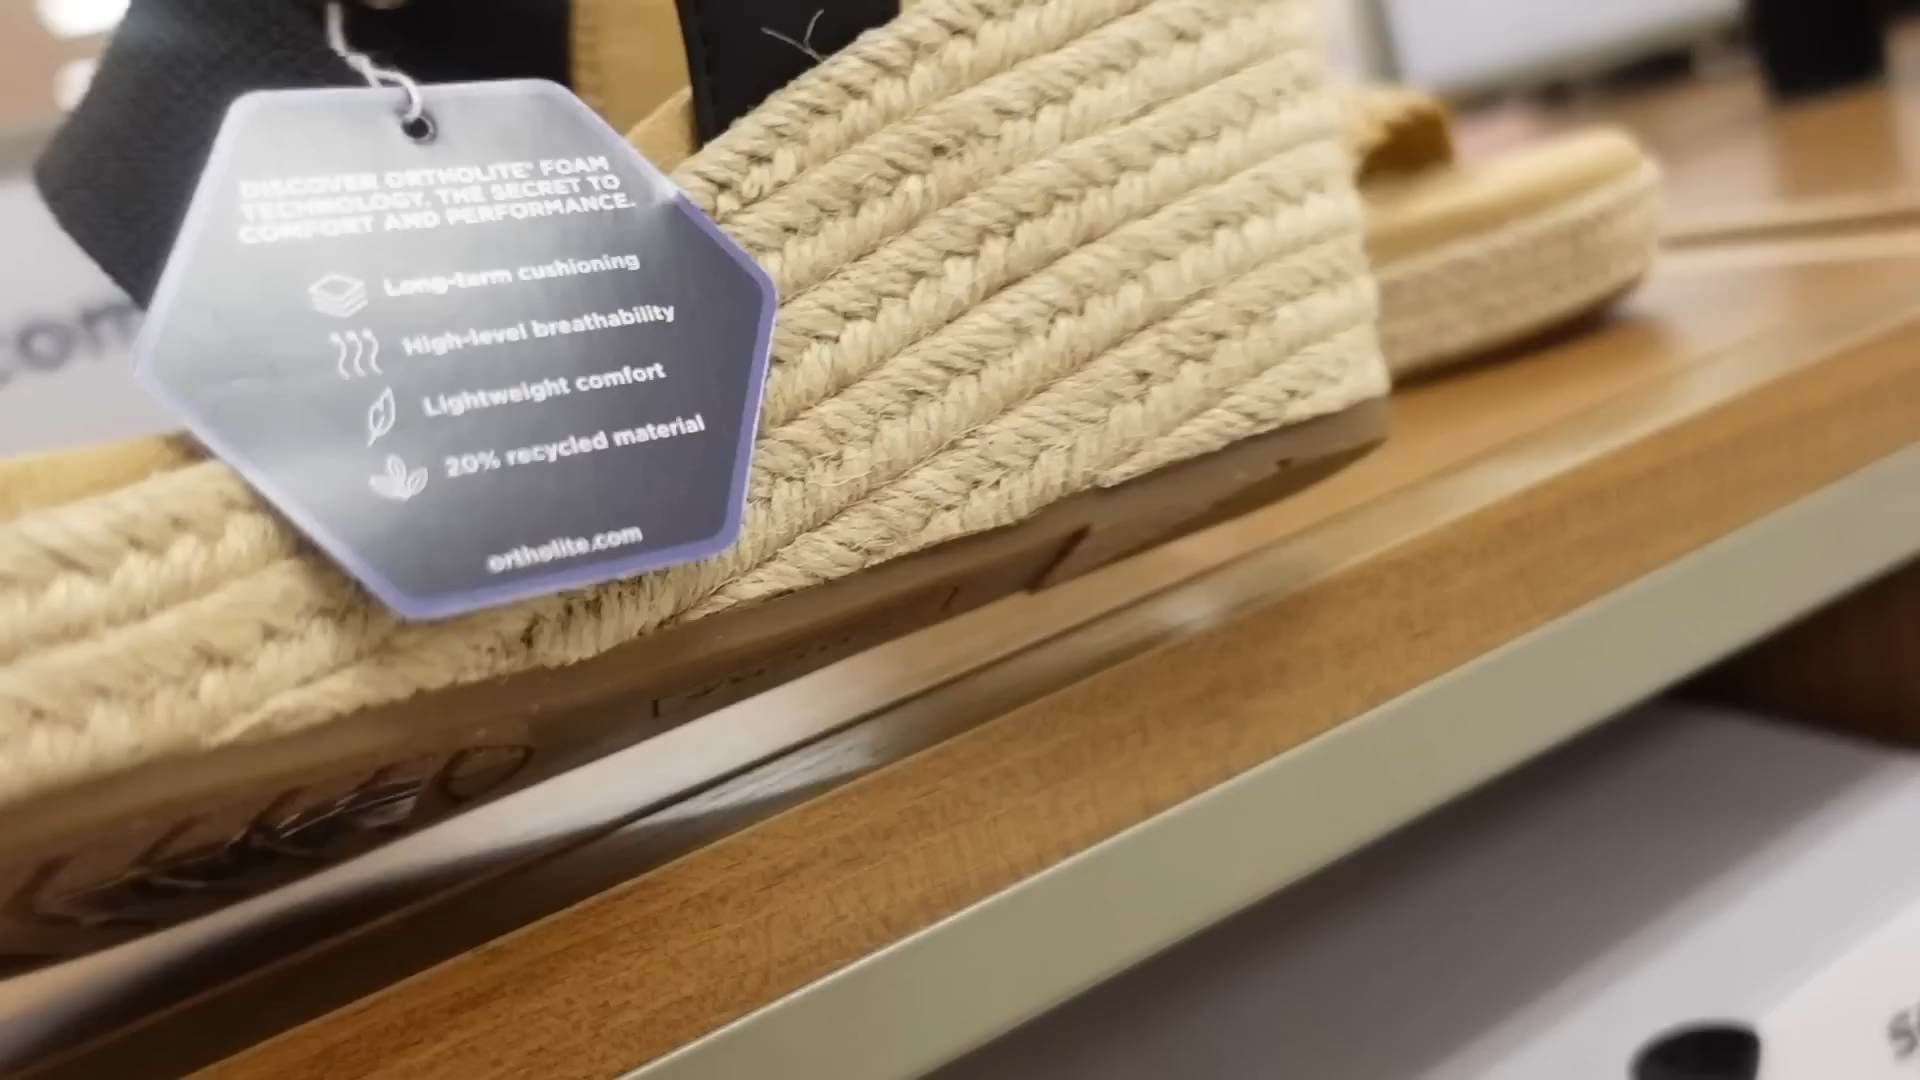 DISCOVER ORTHOLITE® FOAM
TECHNOLOGY, THE SECRET TO
COMFORT AND PERFORMANCE.
Long-term cushioning
High-level breathability
Lightweight comfort
20% recycled material
ortholite.com
com